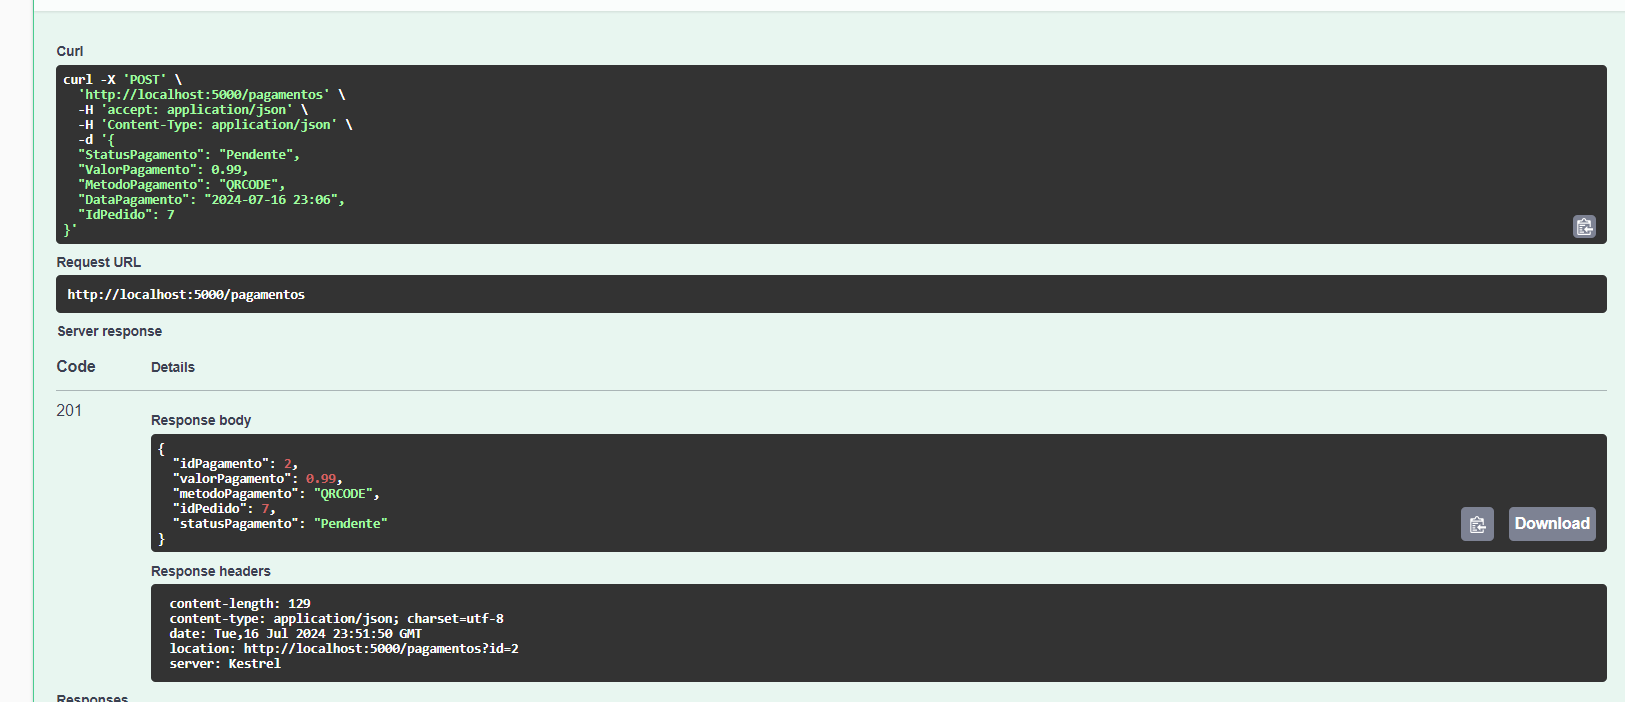 Curl
curl -X 'POST' \
  'http://localhost:5000/pagamentos' \
  -H 'accept: application/json' \
  -H 'Content-Type: application/json' \
  -d '{
  "StatusPagamento": "Pendente",
  "ValorPagamento": 0.99,
  "MetodoPagamento": "QRCODE",
  "DataPagamento": "2024-07-16 23:06",
  "IdPedido": 7
}'
Request URL
http://localhost:5000/pagamentos
Server response
Code Details
201
Response body
{
  "idPagamento": 2,
  "valorPagamento": 0.99,
  "metodoPagamento": "QRCODE",
  "idPedido": 7,
  "statusPagamento": "Pendente"
}
Download
Response headers
content-length: 129
content-type: application/json; charset=utf-8
date: Tue,16 Jul 2024 23:51:50 GMT
location: http://localhost:5000/pagamentos?id=2
server: Kestrel
Responses